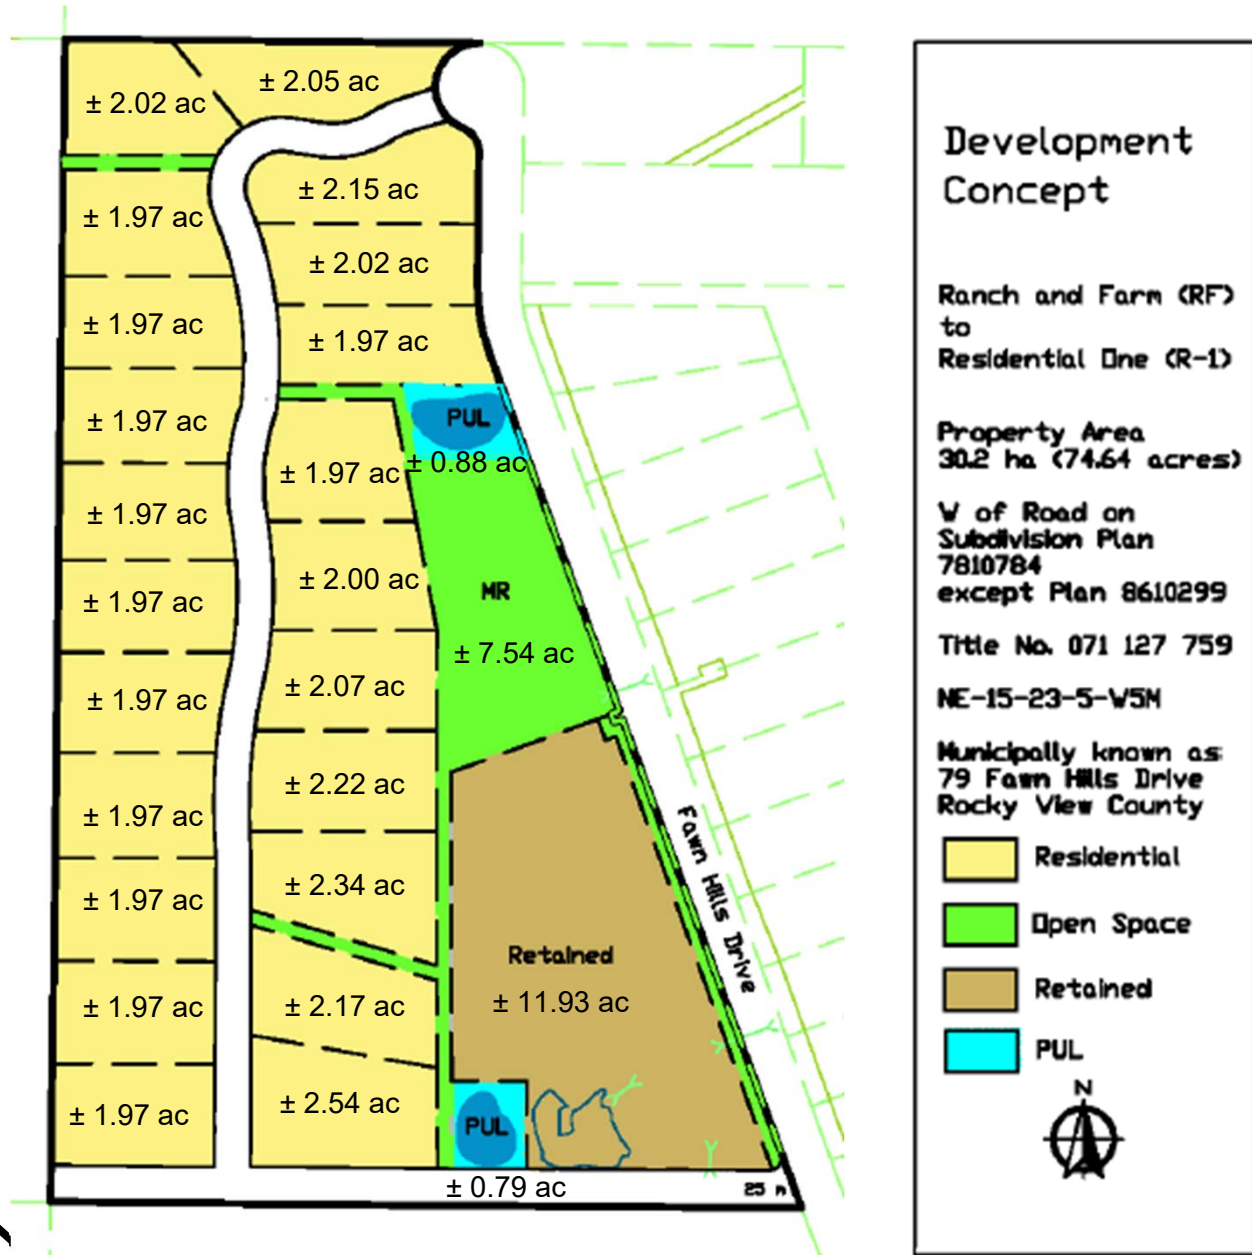 ± 2.02 ac
± 2.05 ac
± 2.15 ac
± 1.97 ac
± 2.02 ac
± 1.97 ac
± 1.97 ac
± 1.97 ac
PUL
± 0.88 ac
± 1.97 ac
± 1.97 ac
± 2.00 ac
MR
± 1.97 ac
± 7.54 ac
± 2.07 ac
± 1.97 ac
± 2.22 ac
± 1.97 ac
± 2.34 ac
± 1.97 ac
Retained
± 11.93 ac
± 2.17 ac
± 1.97 ac
± 2.54 ac
± 1.97 ac
PUL
± 0.79 ac
25 m
Fawn Hills Drive
Development
Concept
Ranch and Farm (RF)
to
Residential One (R-1)
Property Area
30.2 ha (74.64 acres)
W of Road on
Subdivision Plan
7810784
except Plan 8610299
Title No. 071 127 759
NE-15-23-5-W5M
Municipally known as:
79 Fawn Hills Drive
Rocky View County
Residential
Open Space
Retained
PUL
N